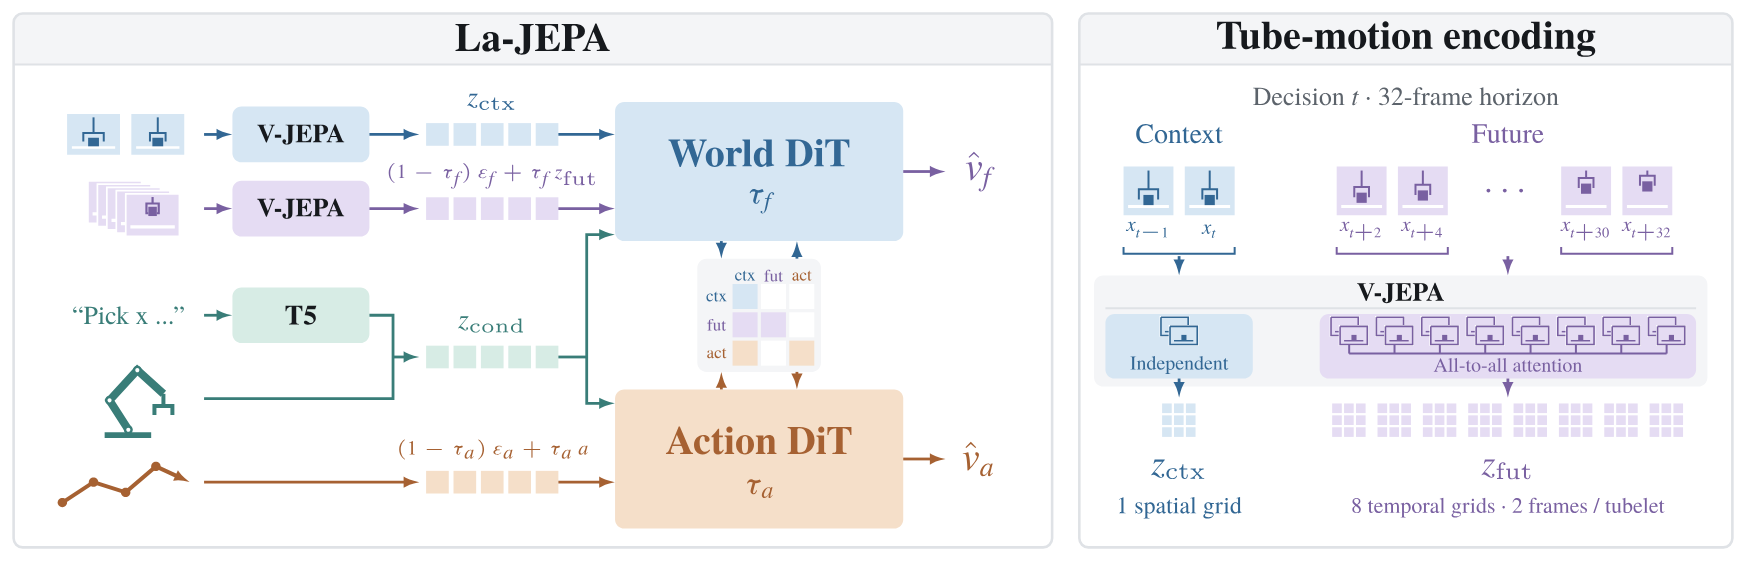 La-JEPA
z_ctx
V-JEPA
(1 − τ_f) ε_f + τ_f z_fut
V-JEPA
World DiT
τ_f
v̂_f
ctx fut act
ctx
fut
act
“Pick x ...”
T5
z_cond
(1 − τ_a) ε_a + τ_a a
Action DiT
τ_a
v̂_a
Tube-motion encoding
Decision t · 32-frame horizon
Context
Future
x_{t−1} x_t
x_{t+2} x_{t+4} · · · x_{t+30} x_{t+32}
V-JEPA
Independent
All-to-all attention
z_ctx
z_fut
1 spatial grid
8 temporal grids · 2 frames / tubelet